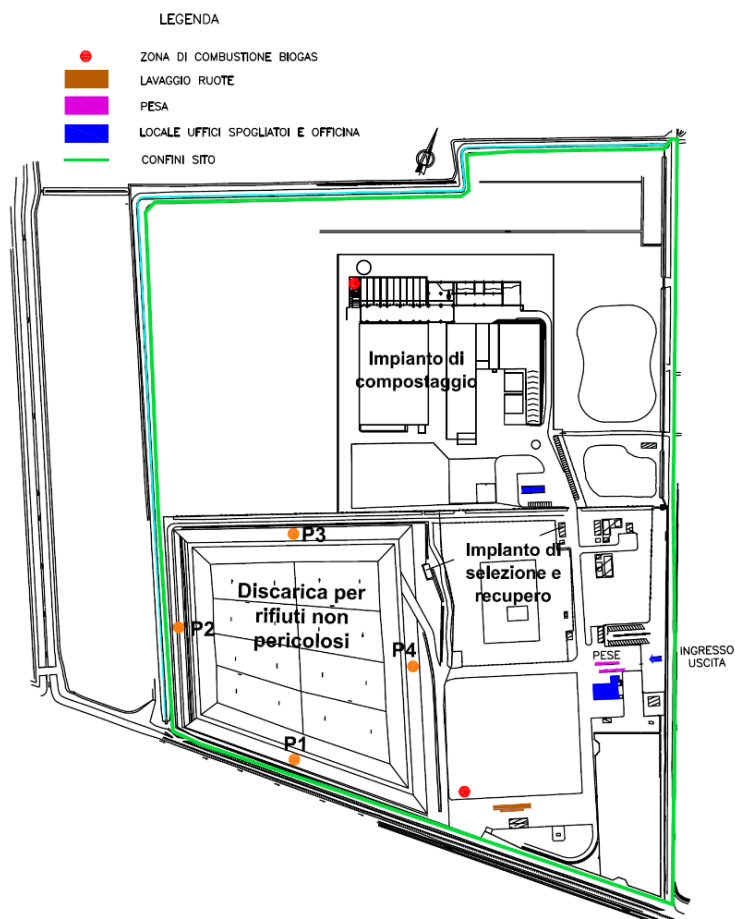 LEGENDA
ZONA DI COMBUSTIONE BIOGAS
LAVAGGIO RUOTE
PESA
LOCALE UFFICI SPOGLIATOI E OFFICINA
CONFINI SITO
Impianto di
compostaggio
P3
Impianto di
selezione e
recupero
Discarica per
rifiuti non
pericolosi
P2
P4
PESE
INGRESSO
USCITA
P1